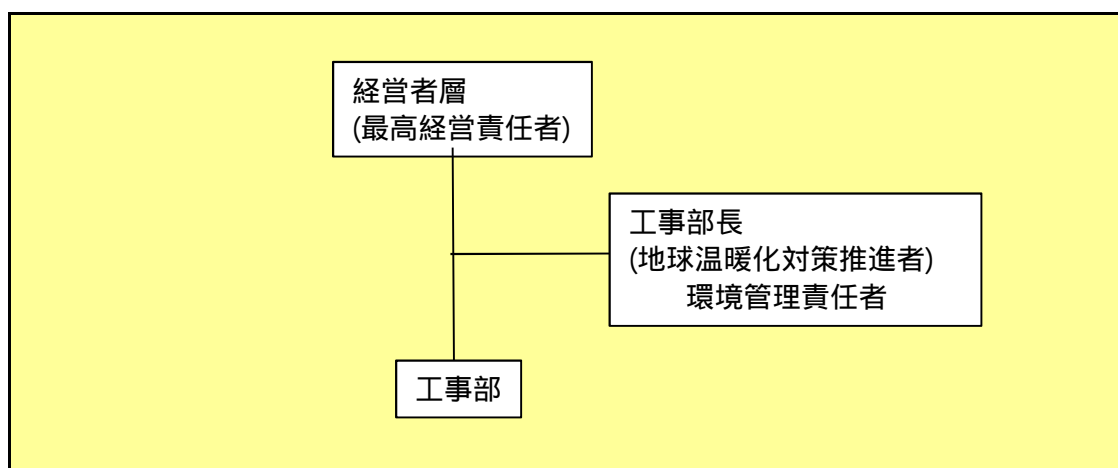 経営者層
(最高経営責任者)
工事部長
(地球温暖化対策推進者)
環境管理責任者
工事部